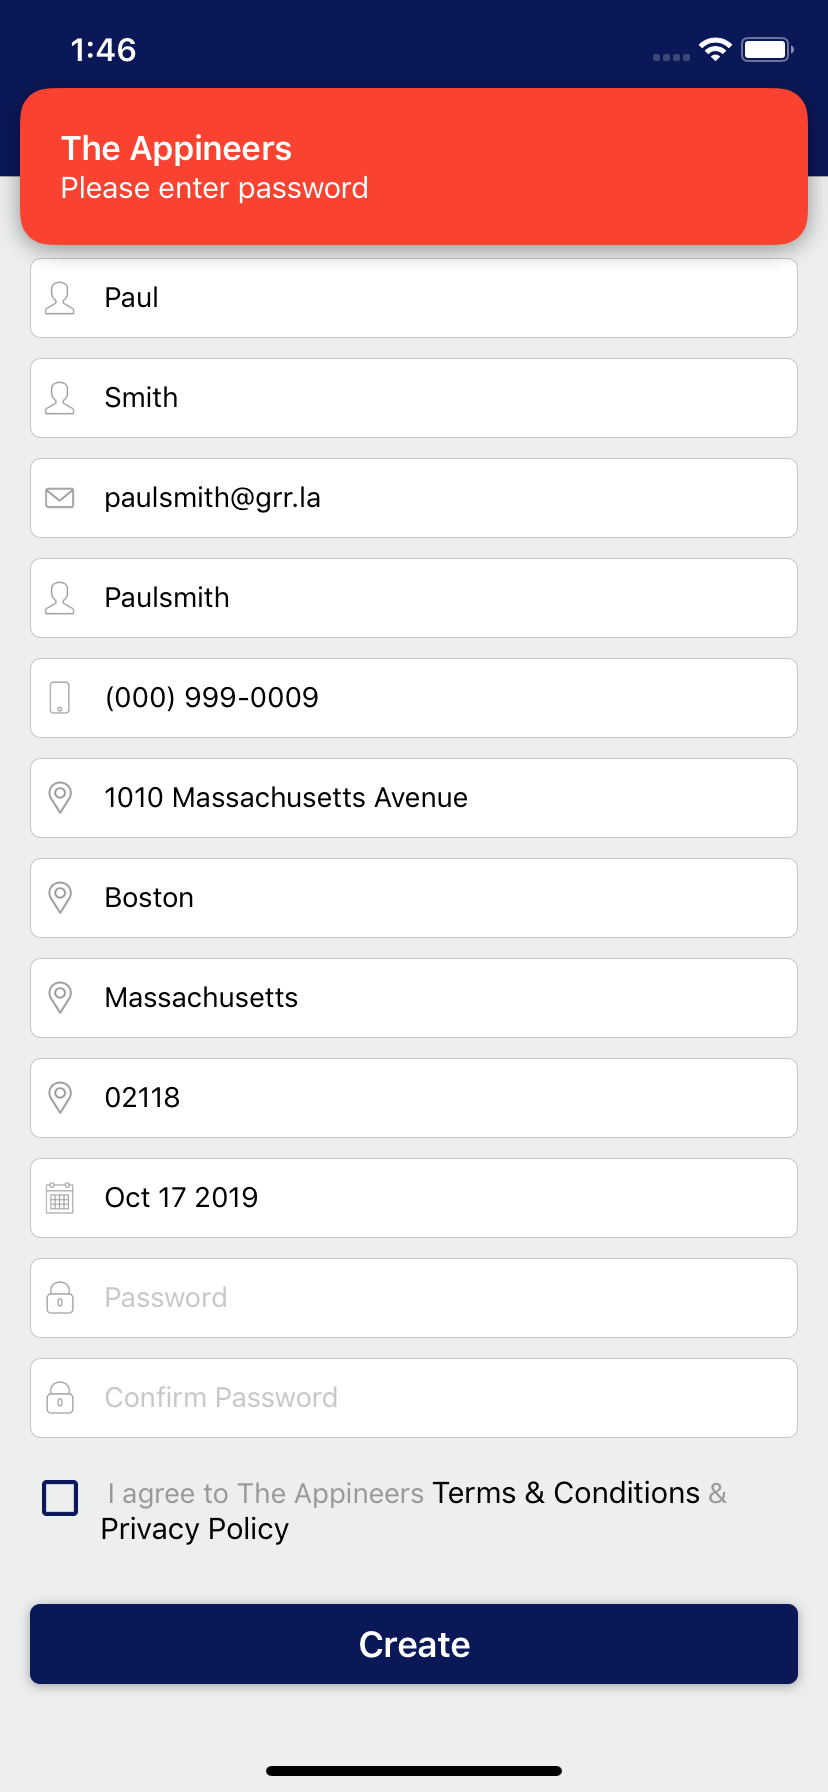 1:46
The Appineers
Please enter password
Paul
Smith
paulsmith@grr.la
Paulsmith
(000) 999-0009
1010 Massachusetts Avenue
Boston
Massachusetts
02118
Oct 17 2019
Password
Confirm Password
I agree to The Appineers Terms & Conditions &
Privacy Policy
Create